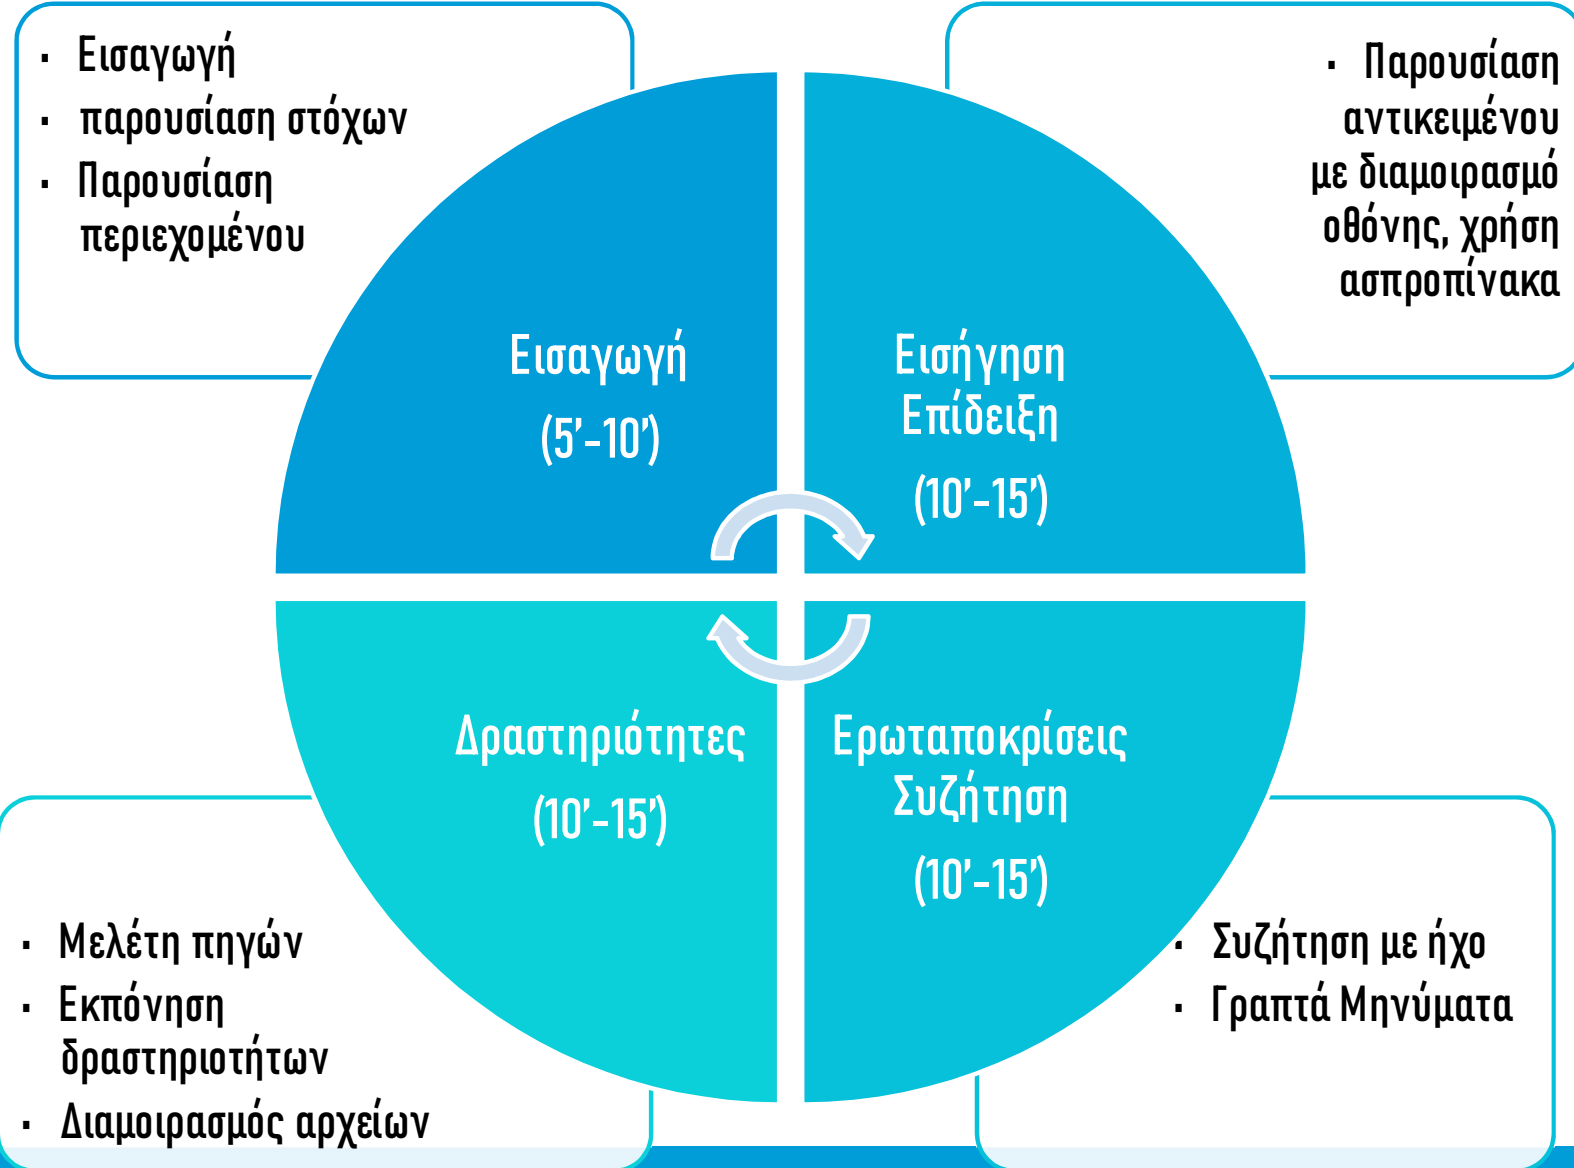 · Εισαγωγή
· παρουσίαση στόχων
· Παρουσίαση
περιεχομένου
· Παρουσίαση
αντικειμένου
με διαμοιρασμό
οθόνης, χρήση
ασπροπίνακα
Εισαγωγή
(5’-10’)
Εισήγηση
Επίδειξη
(10’-15’)
Δραστηριότητες
(10’-15’)
Ερωταποκρίσεις
Συζήτηση
(10’-15’)
· Μελέτη πηγών
· Εκπόνηση
δραστηριοτήτων
· Διαμοιρασμός αρχείων
· Συζήτηση με ήχο
· Γραπτά Μηνύματα